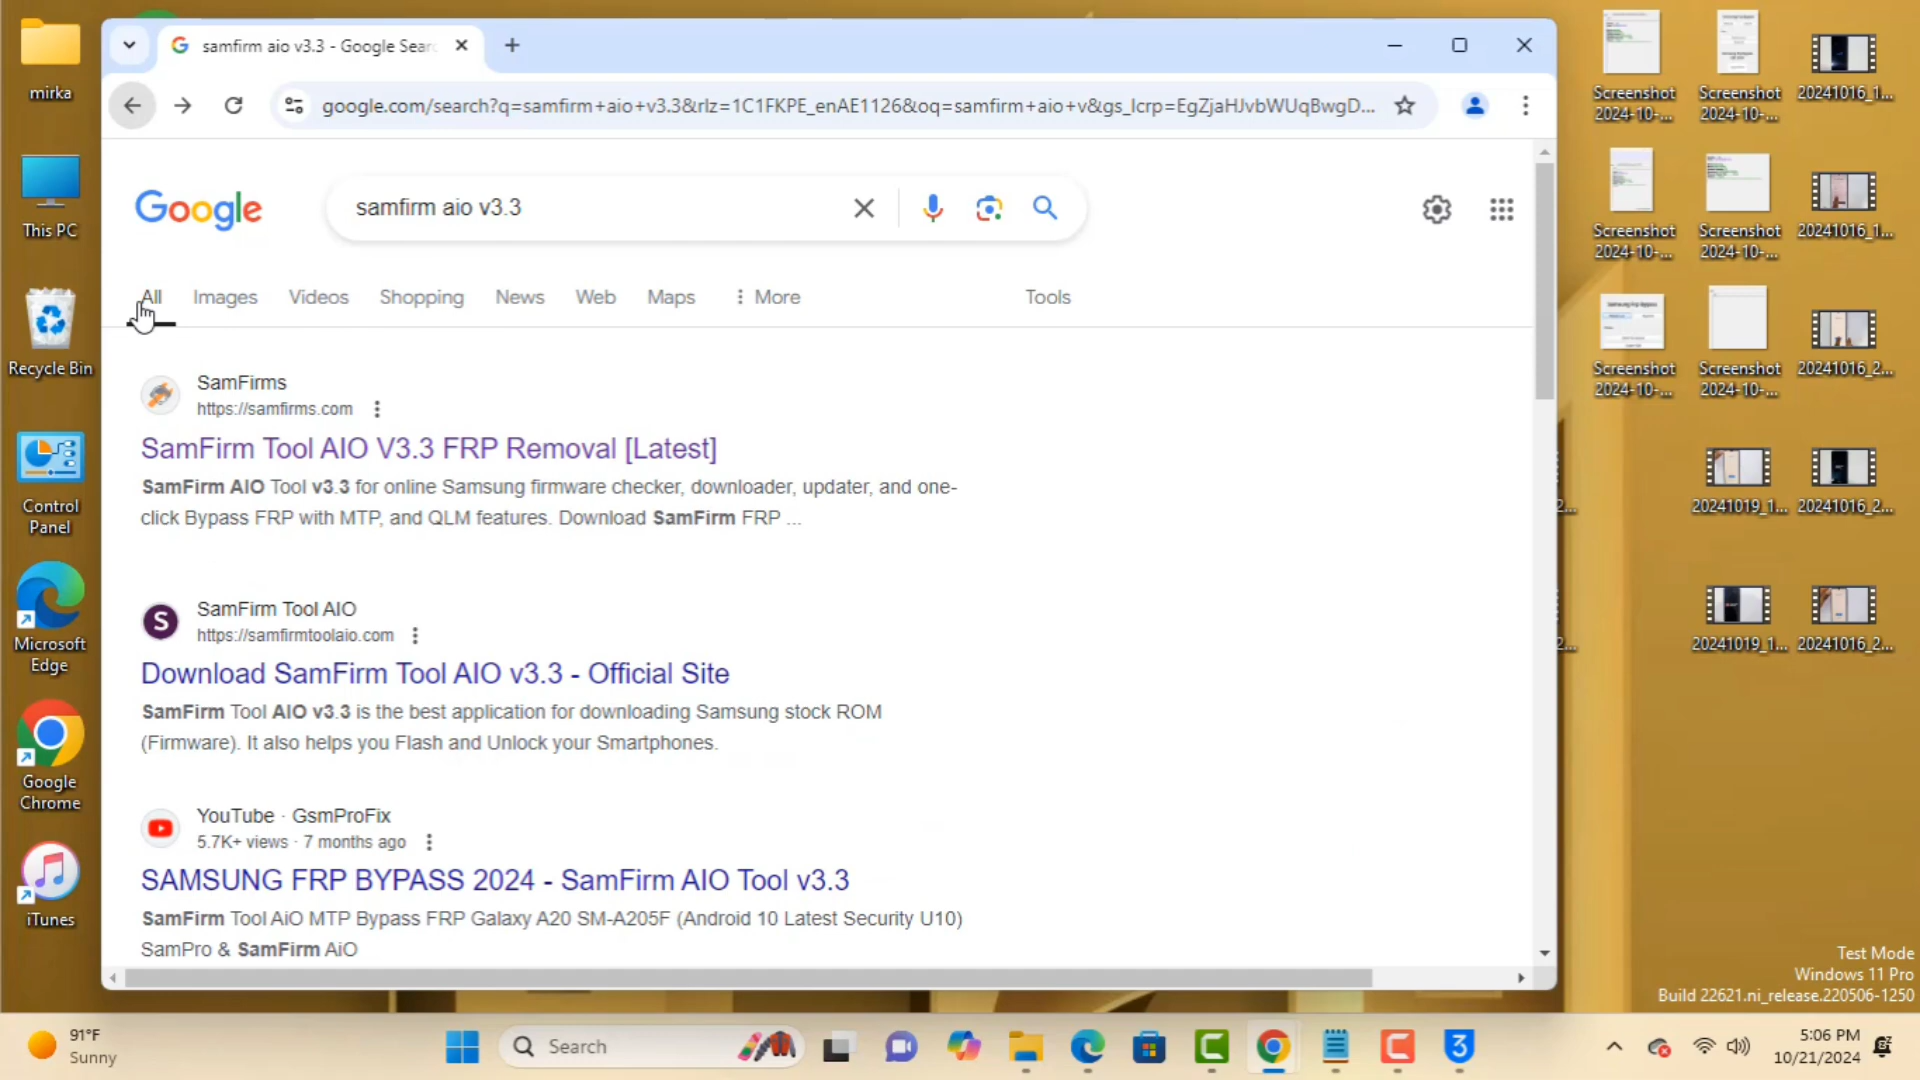 mirka
This PC
Recycle Bin
Control
Panel
Microsoft
Edge
Google
Chrome
iTunes
samfirm aio v3.3 - Google Sear
google.com/search?q=samfirm+aio+v3.3&rlz=1C1FKPE_enAE1126&oq=samfirm+aio+v&gs_lcrp=EgZjaHJvbWUqBwgD...
Google
samfirm aio v3.3
All Images Videos Shopping News Web Maps More Tools
SamFirms
https://samfirms.com
SamFirm Tool AIO V3.3 FRP Removal [Latest]
SamFirm AIO Tool v3.3 for online Samsung firmware checker, downloader, updater, and one-
click Bypass FRP with MTP, and QLM features. Download SamFirm FRP ...
S
SamFirm Tool AIO
https://samfirmtoolaio.com
Download SamFirm Tool AIO v3.3 - Official Site
SamFirm Tool AIO v3.3 is the best application for downloading Samsung stock ROM
(Firmware). It also helps you Flash and Unlock your Smartphones.
YouTube · GsmProFix
5.7K+ views · 7 months ago
SAMSUNG FRP BYPASS 2024 - SamFirm AIO Tool v3.3
SamFirm Tool AiO MTP Bypass FRP Galaxy A20 SM-A205F (Android 10 Latest Security U10)
SamPro & SamFirm AiO
Screenshot
2024-10-...
Screenshot
2024-10-...
20241016_1...
Screenshot
2024-10-...
Screenshot
2024-10-...
20241016_1...
Screenshot
2024-10-...
Screenshot
2024-10-...
20241016_2...
2...
20241019_1...
20241016_2...
2...
20241019_1...
20241016_2...
Test Mode
Windows 11 Pro
Build 22621.ni_release.220506-1250
91°F
Sunny
Search
3
5:06 PM
10/21/2024